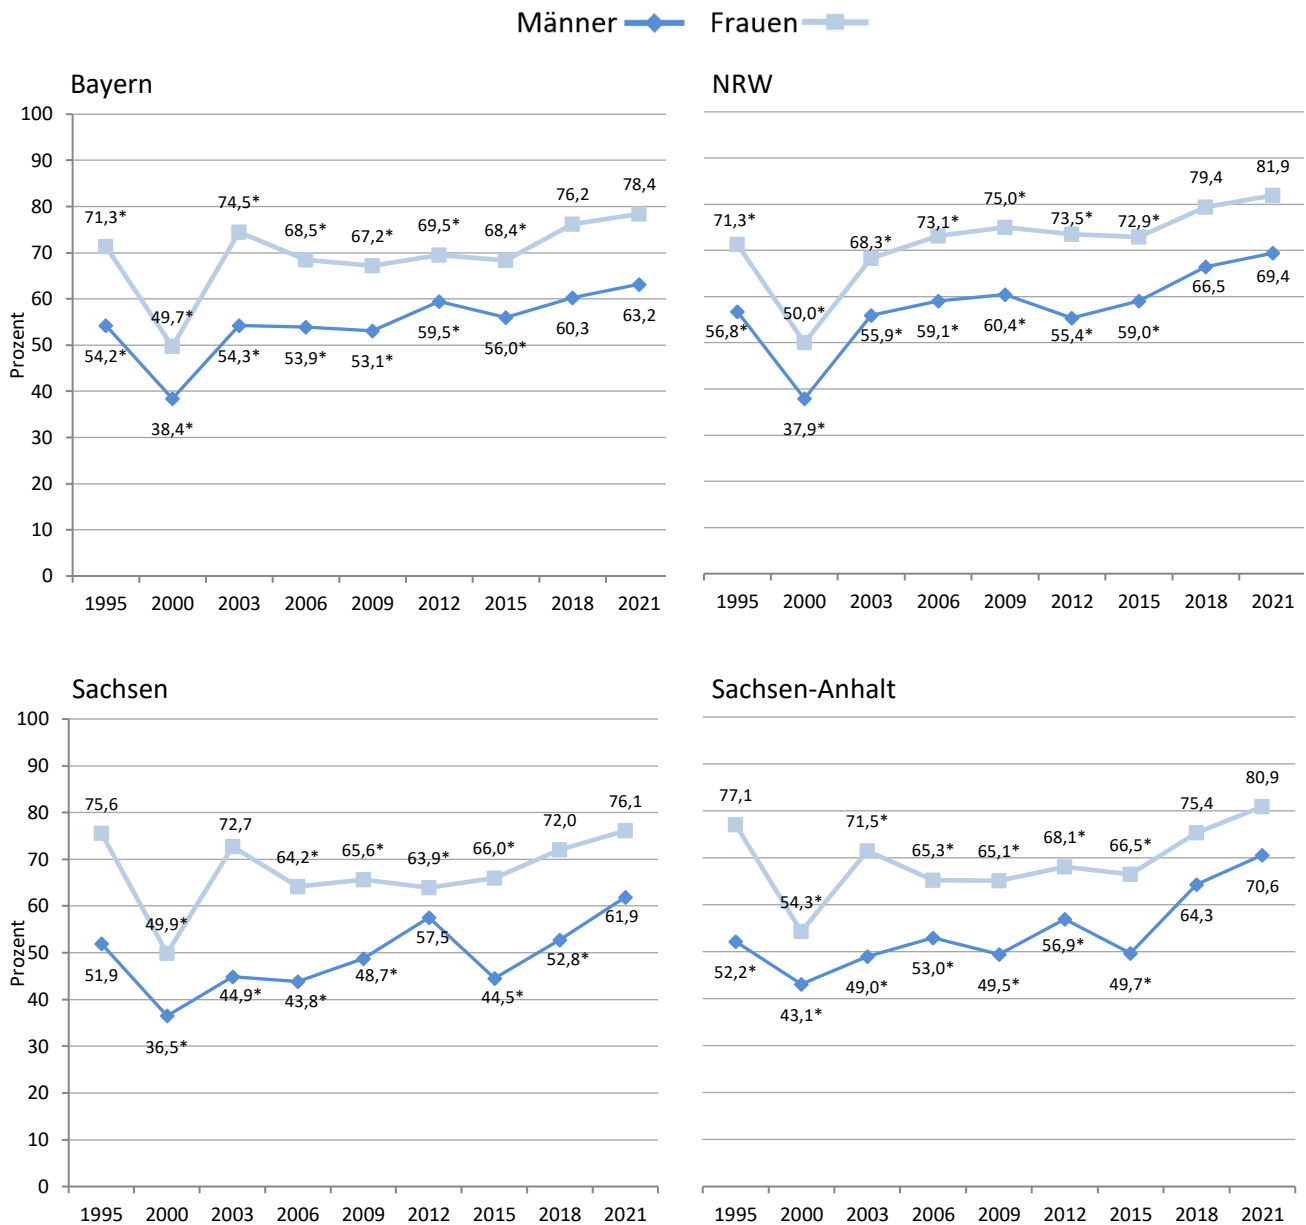 Männer Frauen
Bayern
NRW
Prozent
100
90
80
70
60
50
40
30
20
10
0
71,3* 49,7* 74,5* 68,5* 67,2* 69,5* 68,4* 76,2 78,4
54,2* 38,4* 54,3* 53,9* 53,1* 59,5* 56,0* 60,3 63,2
1995 2000 2003 2006 2009 2012 2015 2018 2021
71,3* 50,0* 68,3* 73,1* 75,0* 73,5* 72,9* 79,4 81,9
56,8* 37,9* 55,9* 59,1* 60,4* 55,4* 59,0* 66,5 69,4
1995 2000 2003 2006 2009 2012 2015 2018 2021
Sachsen
Sachsen-Anhalt
Prozent
100
90
80
70
60
50
40
30
20
10
0
75,6 49,9* 72,7 64,2* 65,6* 63,9* 66,0* 72,0 76,1
51,9 36,5* 44,9* 43,8* 48,7* 57,5 44,5* 52,8* 61,9
1995 2000 2003 2006 2009 2012 2015 2018 2021
77,1 54,3* 71,5* 65,3* 65,1* 68,1* 66,5* 75,4 80,9
52,2* 43,1* 49,0* 53,0* 49,5* 56,9* 49,7* 64,3 70,6
1995 2000 2003 2006 2009 2012 2015 2018 2021